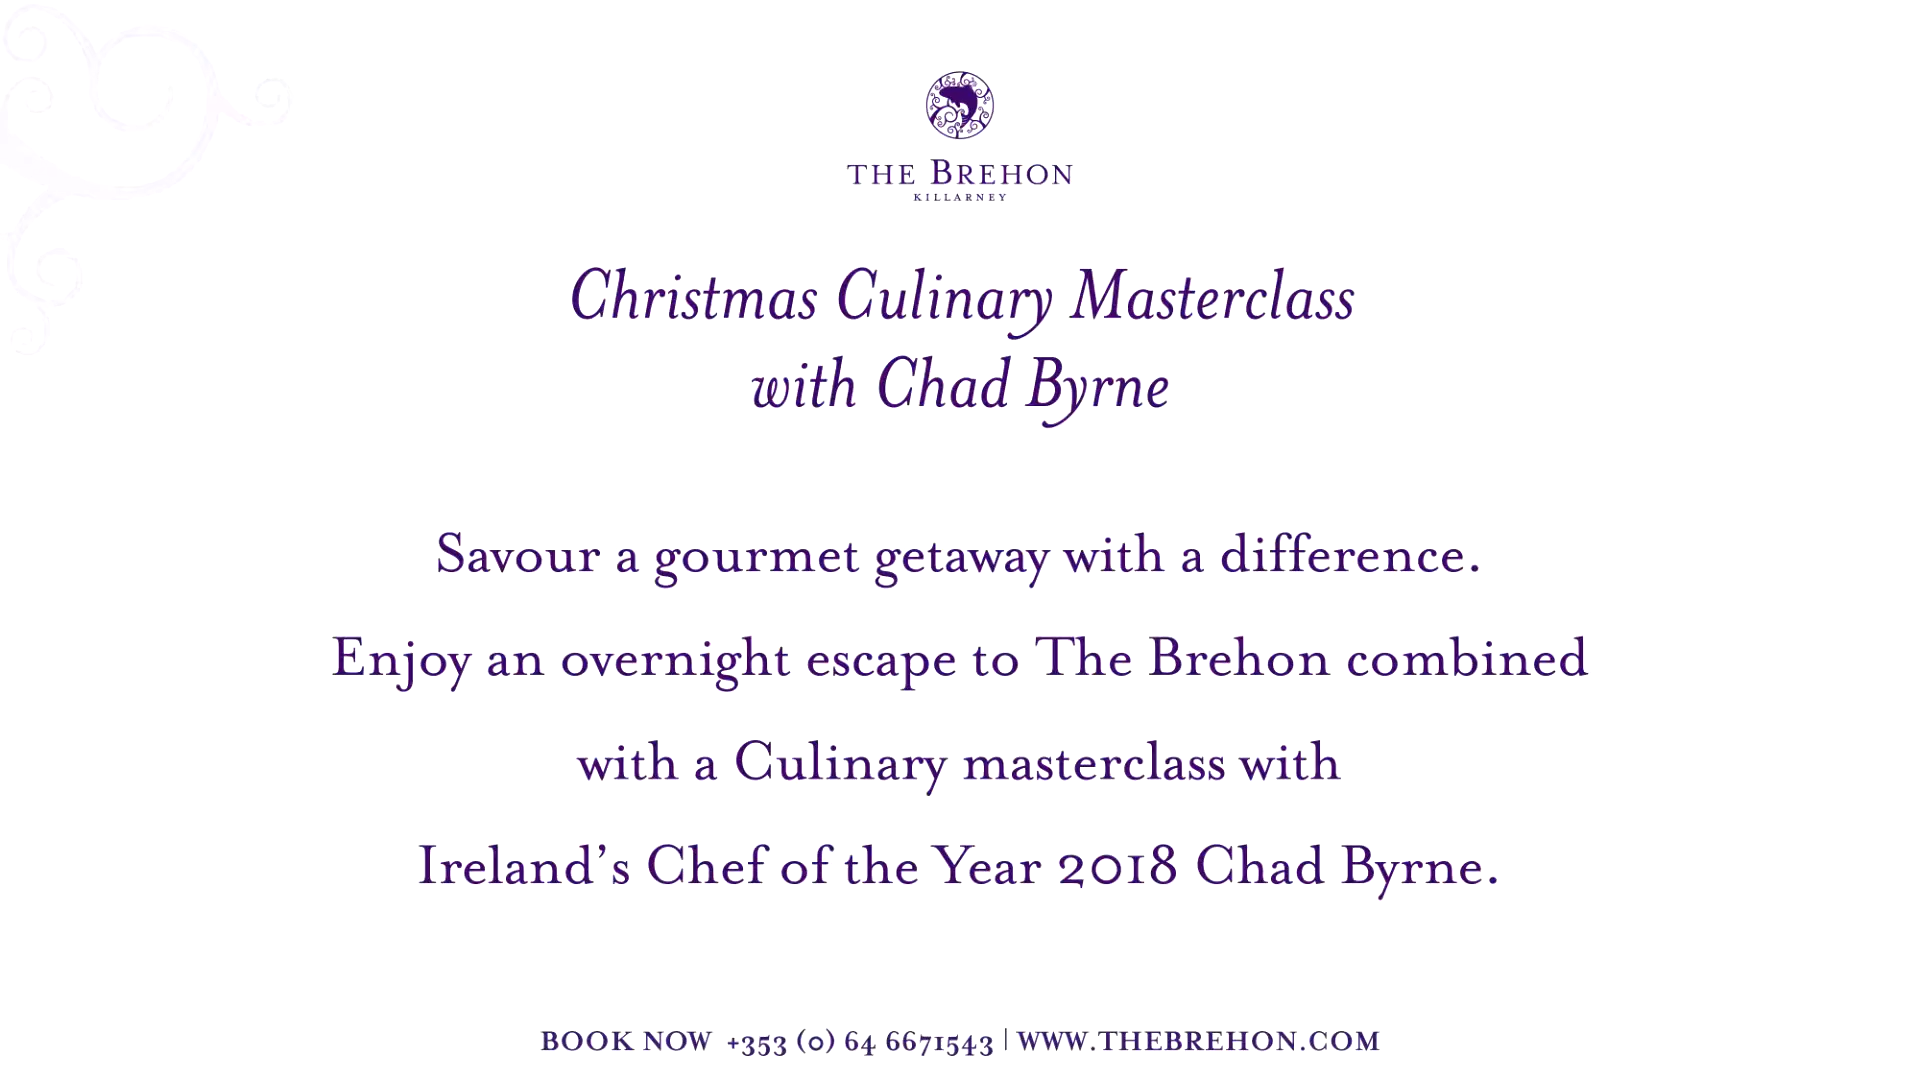 THE BREHON
KILLARNEY
Christmas Culinary Masterclass
with Chad Byrne
Savour a gourmet getaway with a difference.
Enjoy an overnight escape to The Brehon combined
with a Culinary masterclass with
Ireland’s Chef of the Year 2018 Chad Byrne.
BOOK NOW +353 (0) 64 6671543 | WWW.THEBREHON.COM